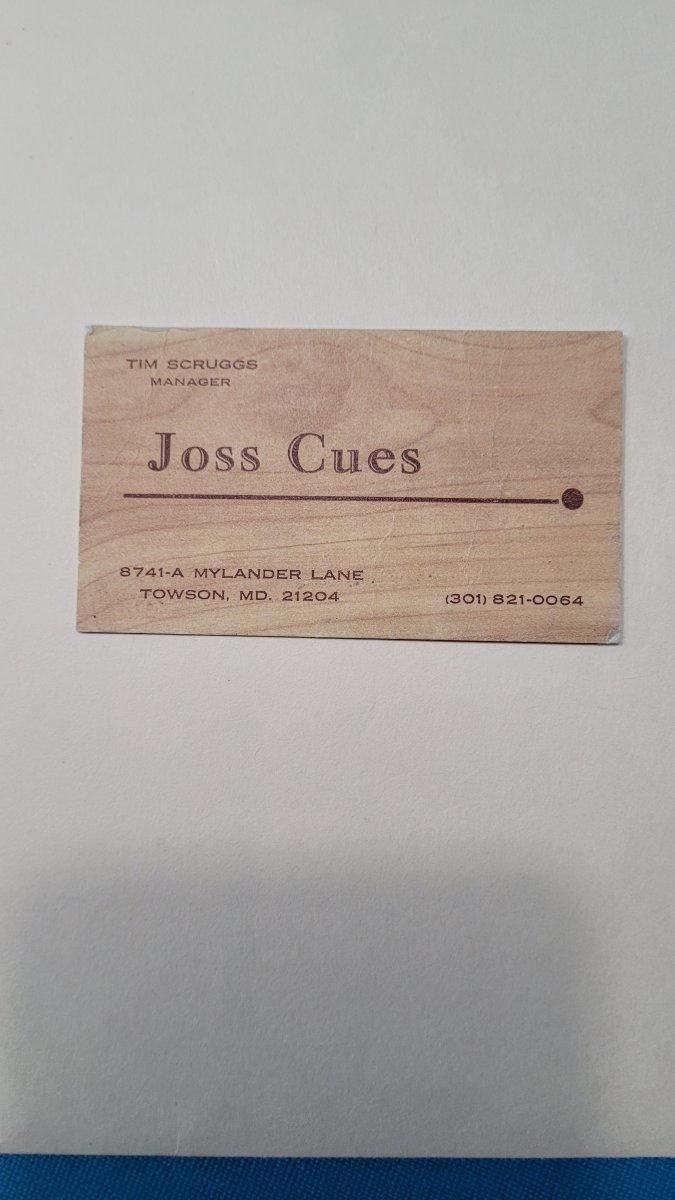 TIM SCRUGGS
MANAGER
Joss Cues
8741-A MYLANDER LANE
TOWSON, MD. 21204
(301) 821-0064